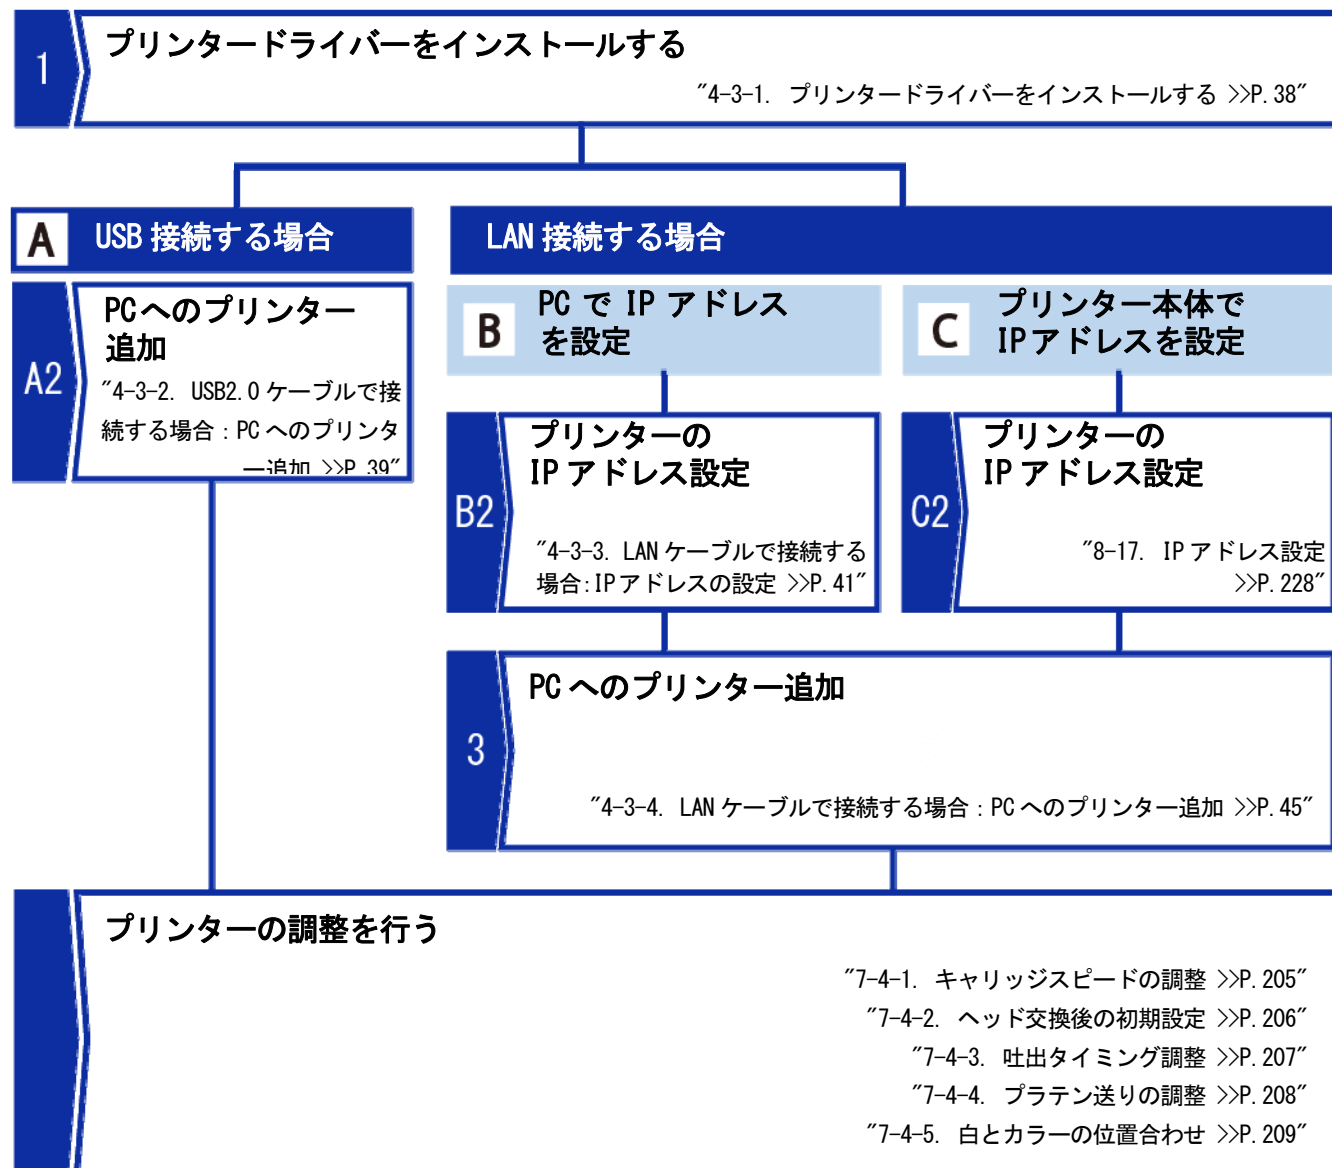 1
プリンタードライバーをインストールする
"4-3-1. プリンタードライバーをインストールする >>P.38"
A
USB 接続する場合
A2
PCへのプリンター
追加
"4-3-2. USB2.0 ケーブルで接
続する場合：PC へのプリンタ
ー追加 >>P.39"
LAN 接続する場合
B
PC で IP アドレス
を設定
B2
プリンターの
IP アドレス設定
"4-3-3. LAN ケーブルで接続する
場合：IPアドレスの設定 >>P.41"
C
プリンター本体で
IPアドレスを設定
C2
プリンターの
IP アドレス設定
"8-17. IP アドレス設定
>>P.228"
3
PC へのプリンター追加
"4-3-4. LAN ケーブルで接続する場合：PC へのプリンター追加 >>P.45"
プリンターの調整を行う
"7-4-1. キャリッジスピードの調整 >>P.205"
"7-4-2. ヘッド交換後の初期設定 >>P.206"
"7-4-3. 吐出タイミング調整 >>P.207"
"7-4-4. プラテン送りの調整 >>P.208"
"7-4-5. 白とカラーの位置合わせ >>P.209"